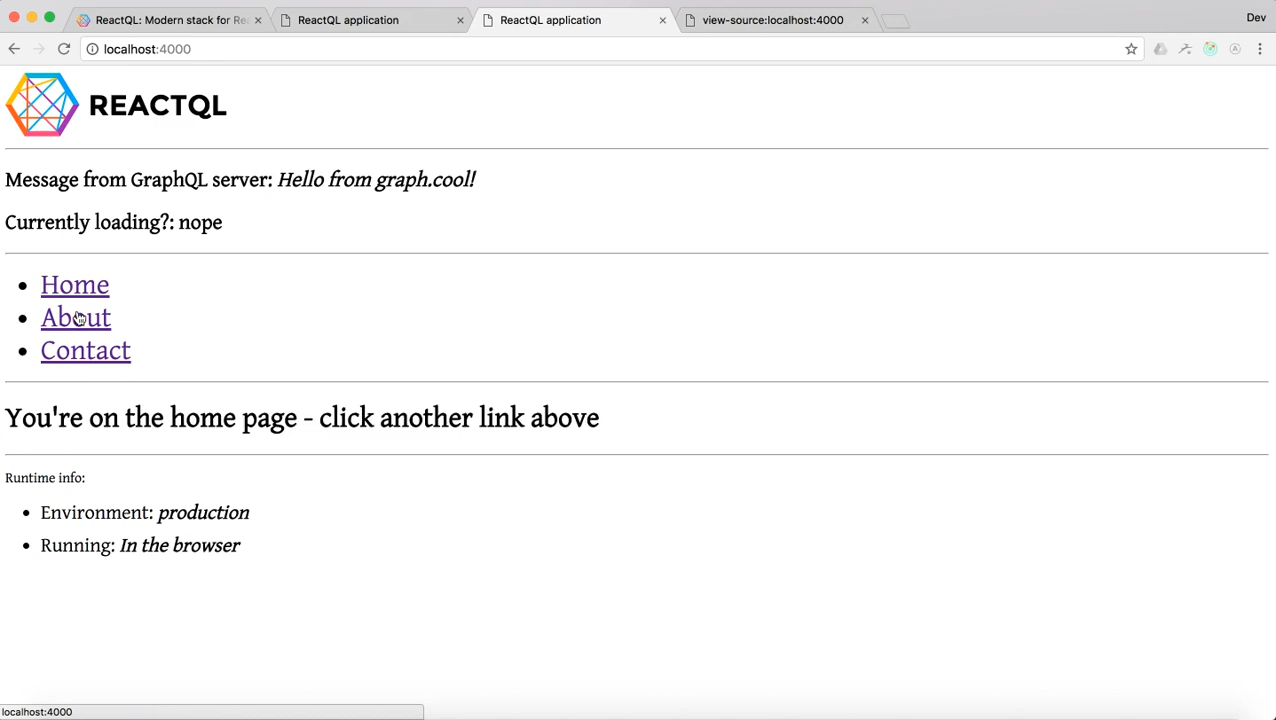 ReactQL: Modern stack for Rea
ReactQL application
ReactQL application
view-source:localhost:4000
Dev
localhost:4000
REACTQL
Message from GraphQL server: Hello from graph.cool!
Currently loading?: nope
Home
About
Contact
You're on the home page - click another link above
Runtime info:
Environment: production
Running: In the browser
localhost:4000